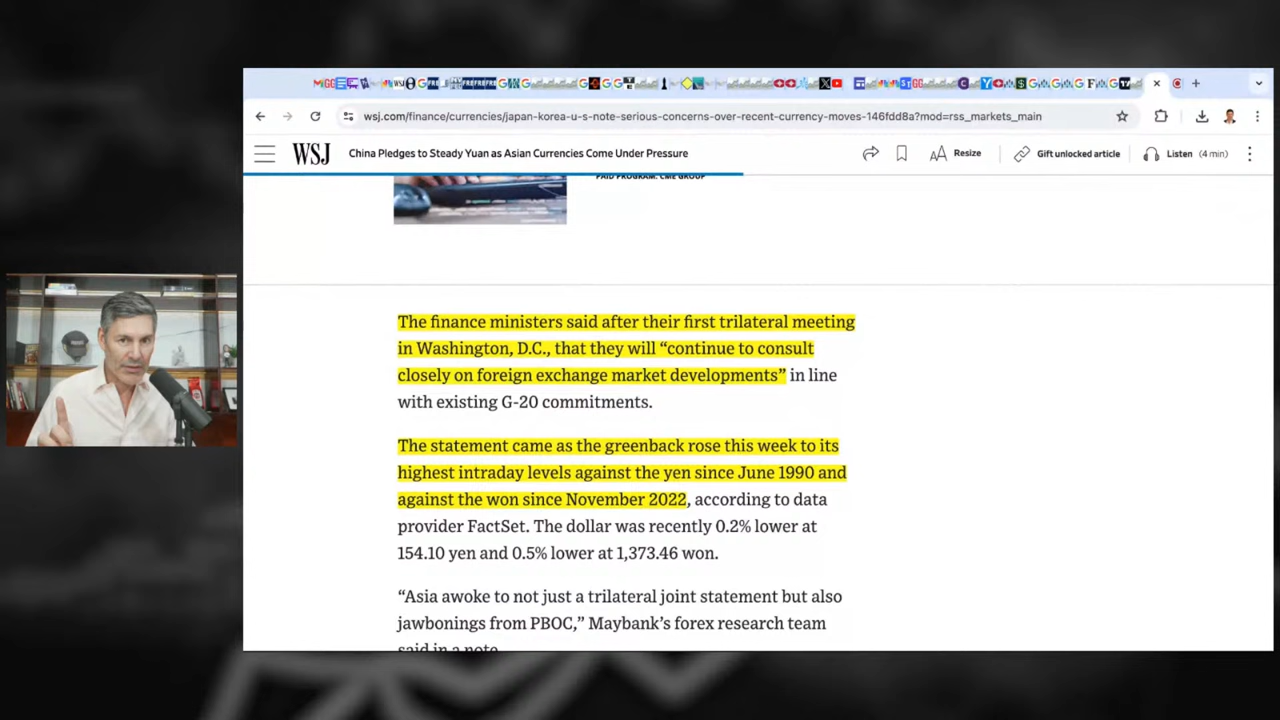 wsj.com/finance/currencies/japan-korea-u-s-note-serious-concerns-over-recent-currency-moves-146fdd8a?mod=rss_markets_main
WSJ China Pledges to Steady Yuan as Asian Currencies Come Under Pressure Resize Gift unlocked article Listen (4 min)
PAID PROGRAM: CME GROUP
The finance ministers said after their first trilateral meeting
in Washington, D.C., that they will “continue to consult
closely on foreign exchange market developments” in line
with existing G-20 commitments.
The statement came as the greenback rose this week to its
highest intraday levels against the yen since June 1990 and
against the won since November 2022, according to data
provider FactSet. The dollar was recently 0.2% lower at
154.10 yen and 0.5% lower at 1,373.46 won.
“Asia awoke to not just a trilateral joint statement but also
jawbonings from PBOC,” Maybank’s forex research team
said in a note.